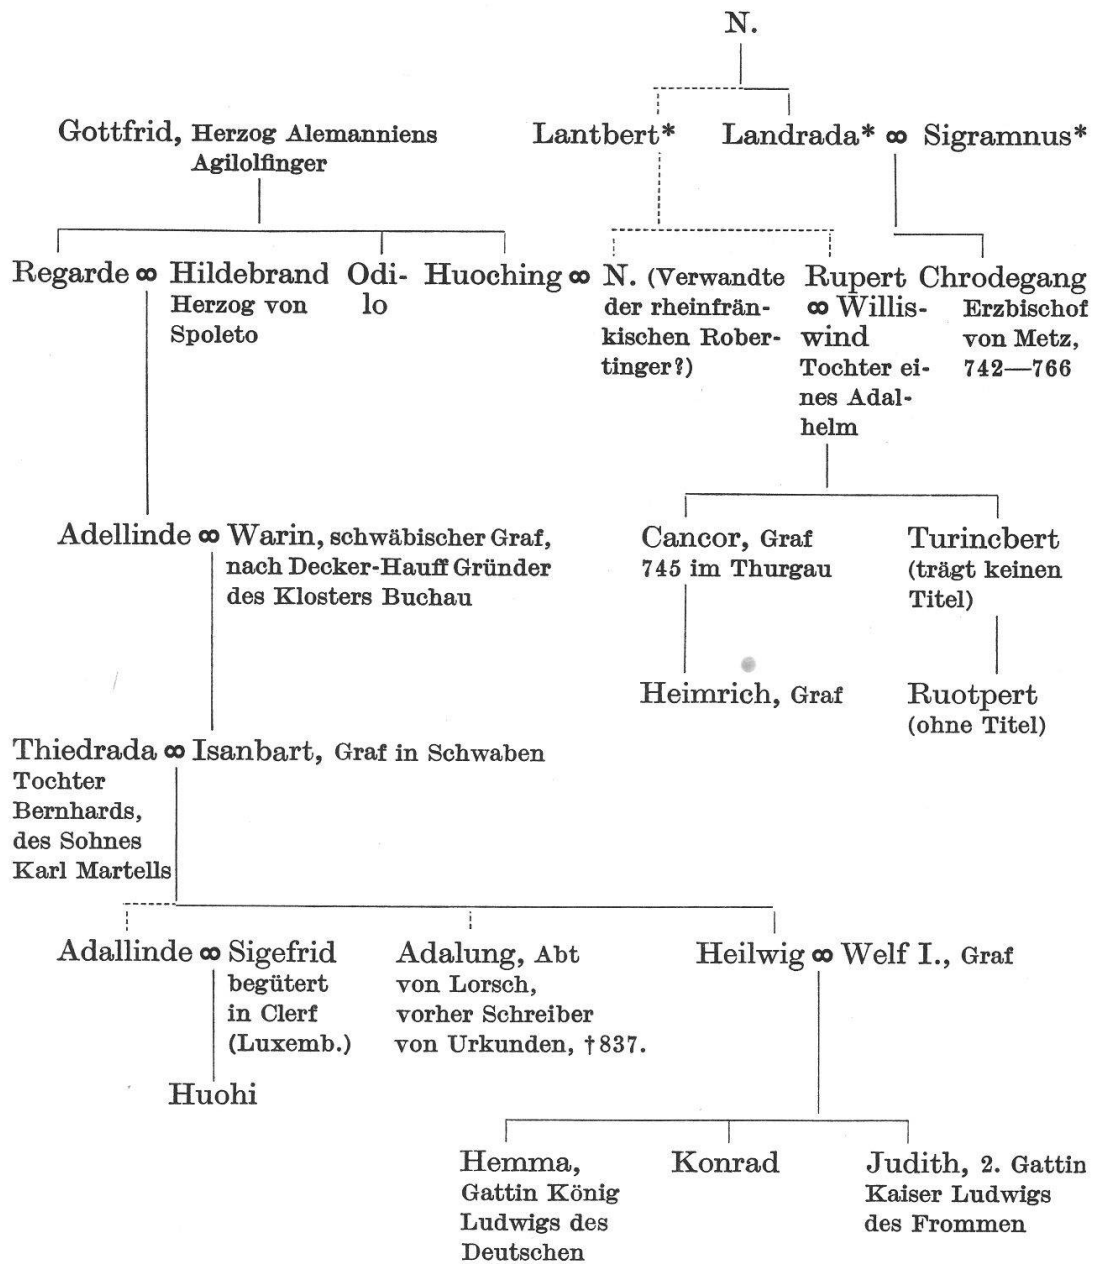 N.
Gottfrid, Herzog Alemanniens
Agilolfinger
Lantbert* Landrada* ∞ Sigramnus*
Regarde ∞ Hildebrand
Herzog von
Spoleto
Odi-
lo
Huoching ∞ N. (Verwandte
der rheinfrän-
kischen Rober-
tinger?)
Rupert
∞ Willis-
wind
Tochter ei-
nes Adal-
helm
Chrodegang
Erzbischof
von Metz,
742—766
Adellinde ∞ Warin, schwäbischer Graf,
nach Decker-Hauff Gründer
des Klosters Buchau
Cancor, Graf
745 im Thurgau
Turincbert
(trägt keinen
Titel)
Heimrich, Graf
Ruotpert
(ohne Titel)
Thiedrada ∞ Isanbart, Graf in Schwaben
Tochter
Bernhards,
des Sohnes
Karl Martells
Adallinde ∞ Sigefrid
begütert
in Clerf
(Luxemb.)
Adalung, Abt
von Lorsch,
vorher Schreiber
von Urkunden, †837.
Heilwig ∞ Welf I., Graf
Huohi
Hemma,
Gattin König
Ludwigs des
Deutschen
Konrad
Judith, 2. Gattin
Kaiser Ludwigs
des Frommen